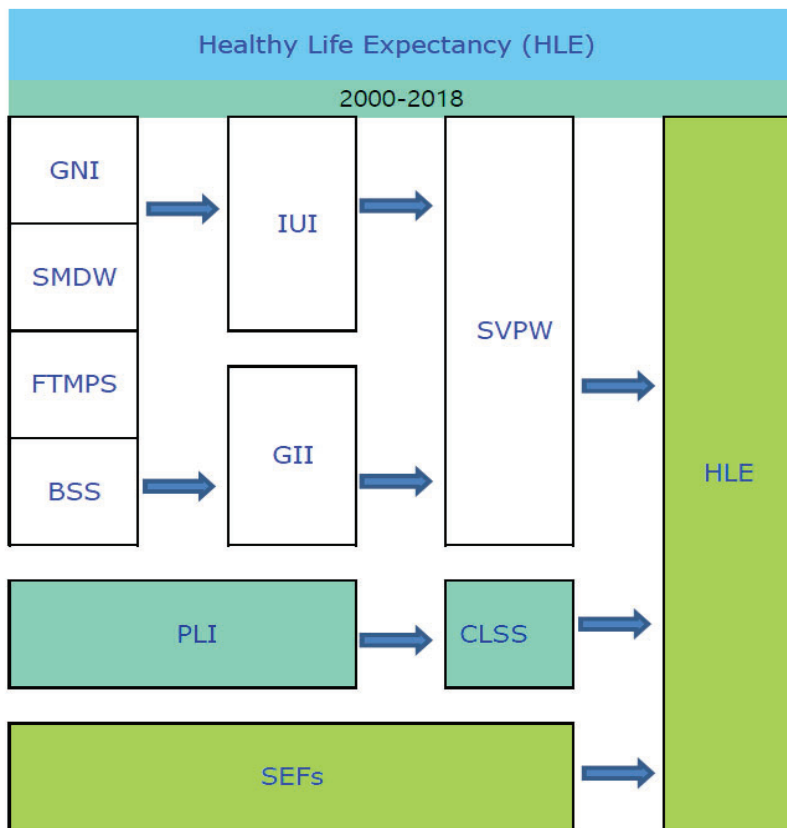 Healthy Life Expectancy (HLE)
2000-2018
GNI
SMDW
FTMPS
BSS
IUI
GII
SVPW
HLE
PLI
CLSS
SEFs